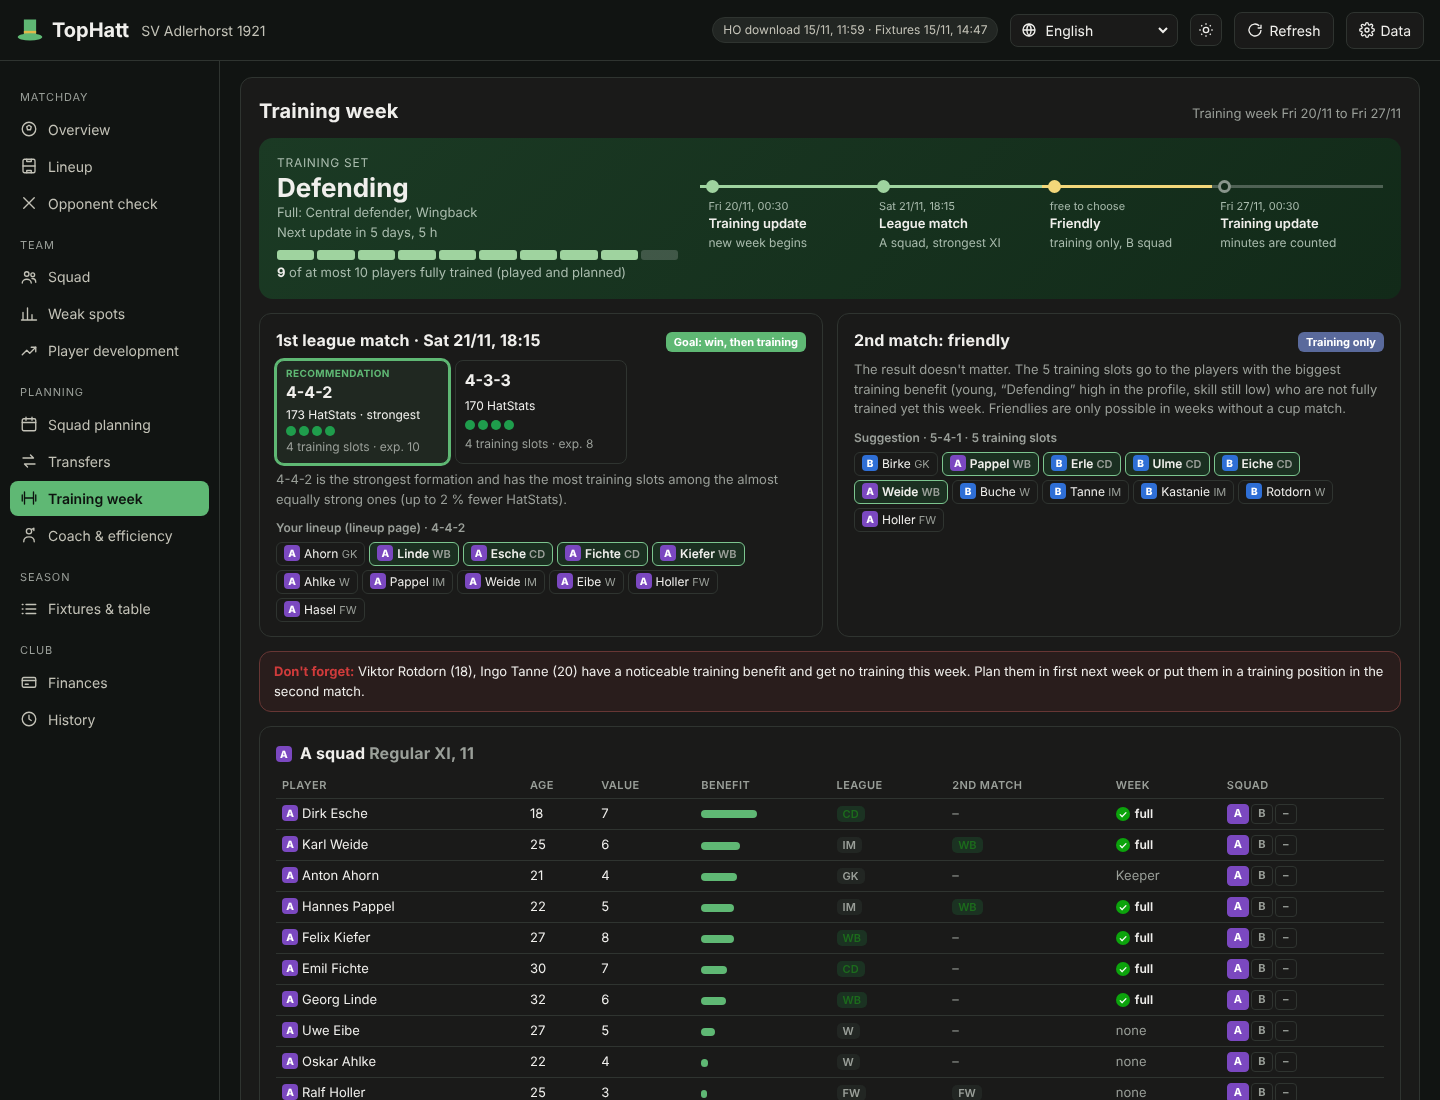 TopHatt SV Adlerhorst 1921
HO download 15/11, 11:59 · Fixtures 15/11, 14:47
English
Refresh
Data
MATCHDAY
Overview
Lineup
Opponent check
TEAM
Squad
Weak spots
Player development
PLANNING
Squad planning
Transfers
Training week
Coach & efficiency
SEASON
Fixtures & table
CLUB
Finances
History
Training week
Training week Fri 20/11 to Fri 27/11
TRAINING SET
Defending
Full: Central defender, Wingback
Next update in 5 days, 5 h
9 of at most 10 players fully trained (played and planned)
Fri 20/11, 00:30
Training update
new week begins
Sat 21/11, 18:15
League match
A squad, strongest XI
free to choose
Friendly
training only, B squad
Fri 27/11, 00:30
Training update
minutes are counted
1st league match · Sat 21/11, 18:15
Goal: win, then training
RECOMMENDATION
4-4-2
173 HatStats · strongest
4 training slots · exp. 10
4-3-3
170 HatStats
4 training slots · exp. 8
4-4-2 is the strongest formation and has the most training slots among the almost
equally strong ones (up to 2 % fewer HatStats).
Your lineup (lineup page) · 4-4-2
A Ahorn GK A Linde WB A Esche CD A Fichte CD A Kiefer WB
A Ahlke W A Pappel IM A Weide IM A Eibe W A Holler FW
A Hasel FW
2nd match: friendly
Training only
The result doesn't matter. The 5 training slots go to the players with the biggest
training benefit (young, “Defending” high in the profile, skill still low) who are not fully
trained yet this week. Friendlies are only possible in weeks without a cup match.
Suggestion · 5-4-1 · 5 training slots
B Birke GK A Pappel WB B Erle CD B Ulme CD B Eiche CD
A Weide WB B Buche W B Tanne IM B Kastanie IM B Rotdorn W
A Holler FW
Don't forget: Viktor Rotdorn (18), Ingo Tanne (20) have a noticeable training benefit and get no training this week. Plan them in first next week or put them in a training position in the
second match.
A A squad Regular XI, 11
PLAYER AGE VALUE BENEFIT LEAGUE 2ND MATCH WEEK SQUAD
A Dirk Esche 18 7 CD – full A B –
A Karl Weide 25 6 IM WB full A B –
A Anton Ahorn 21 4 GK – Keeper A B –
A Hannes Pappel 22 5 IM WB full A B –
A Felix Kiefer 27 8 WB – full A B –
A Emil Fichte 30 7 CD – full A B –
A Georg Linde 32 6 WB – full A B –
A Uwe Eibe 27 5 W – none A B –
A Oskar Ahlke 22 4 W – none A B –
A Ralf Holler 25 3 FW FW none A B –